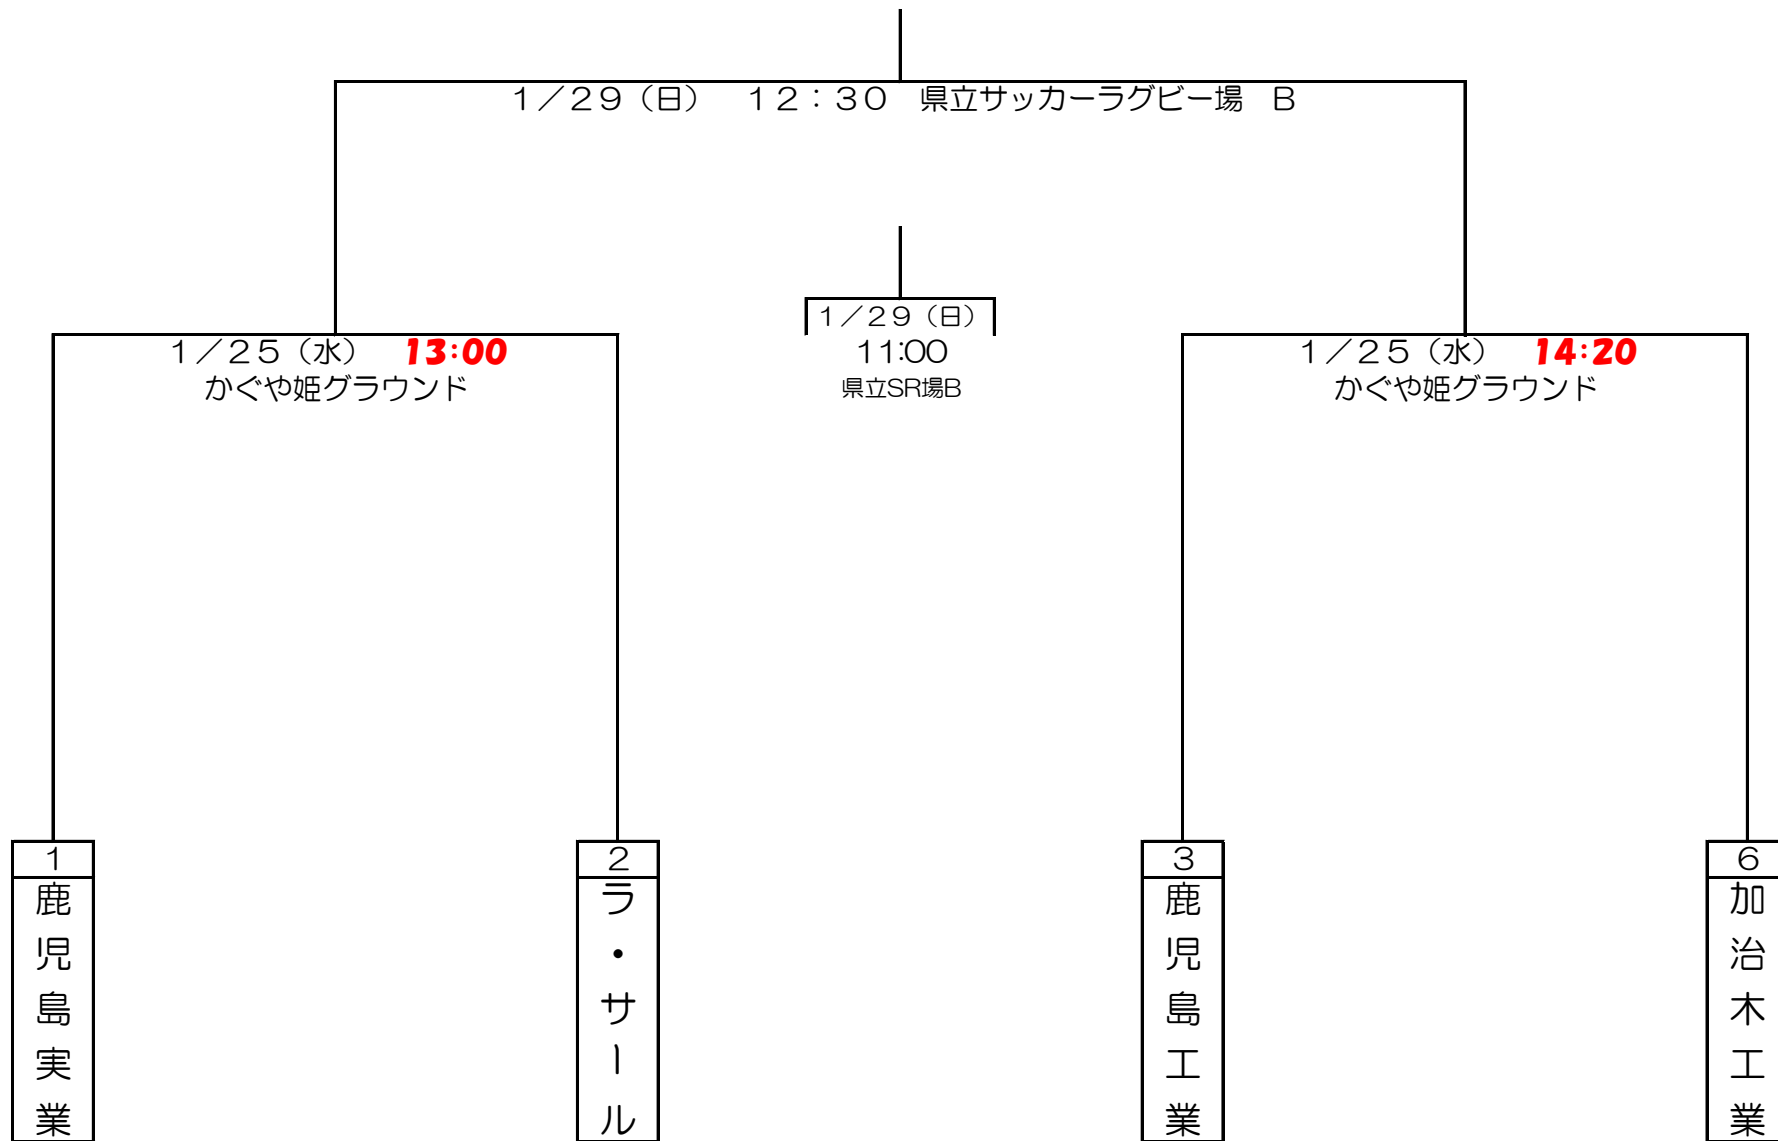 １／29（日）　１２：３０　県立サッカーラグビー場　Ｂ
１／29（日）
11:00
県立SR場B
１／25（水）　13:00
かぐや姫グラウンド
１／25（水）　14:20
かぐや姫グラウンド
1
鹿児島実業
2
ラ・サール
3
鹿児島工業
6
加治木工業